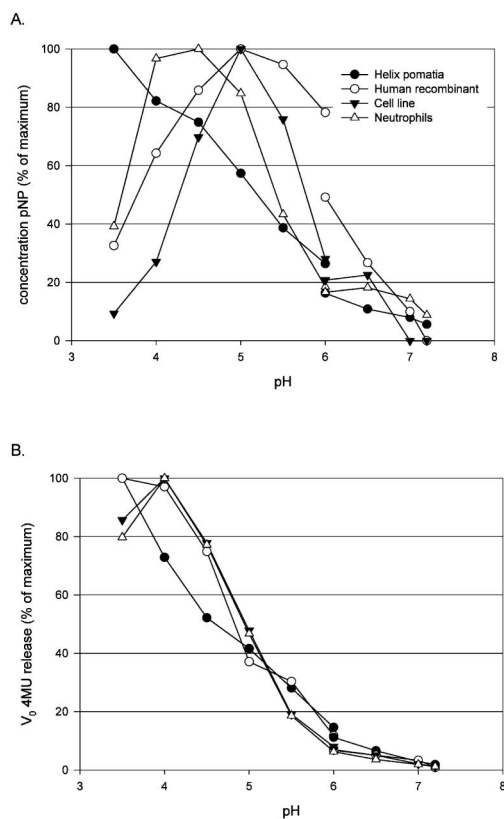 A.
100
80
60
40
20
0
concentration pNP (% of maximum)
Helix pomatia
Human recombinant
Cell line
Neutrophils
3 4 5 6 7 8
pH
B.
100
80
60
40
20
0
V₀ 4MU release (% of maximum)
3 4 5 6 7 8
pH